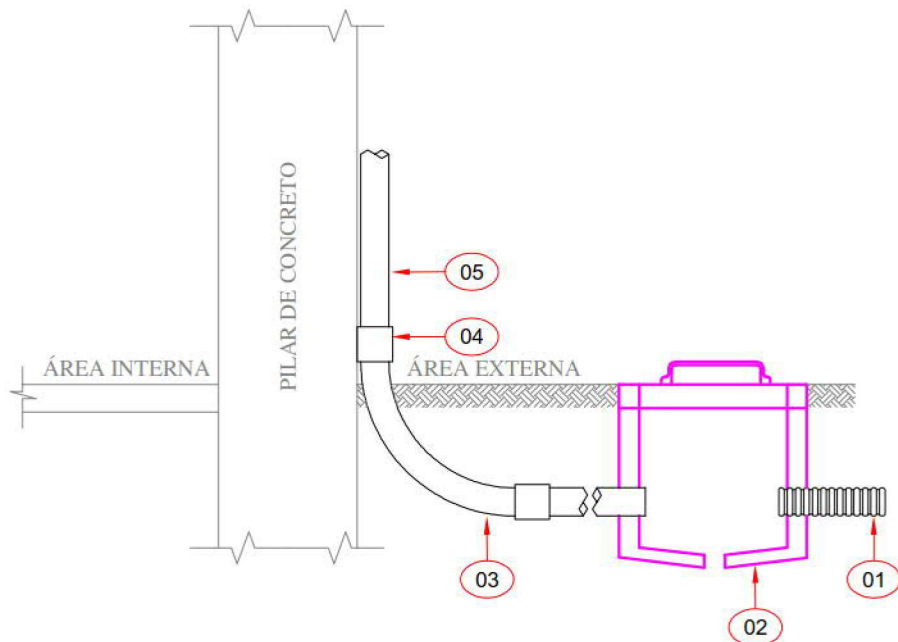 PILAR DE CONCRETO
05
04
ÁREA INTERNA
ÁREA EXTERNA
03
02
01